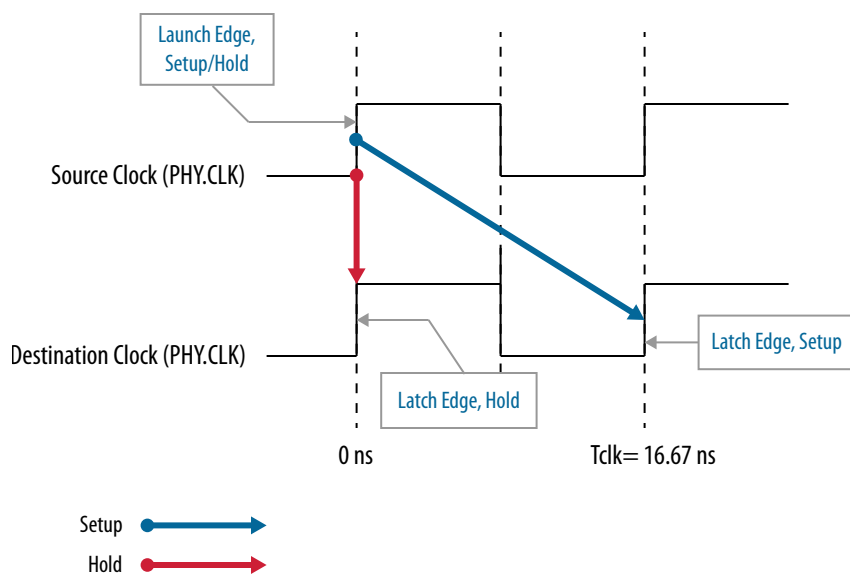 Launch Edge,
Setup/Hold
Source Clock (PHY.CLK)
Destination Clock (PHY.CLK)
Latch Edge, Setup
Latch Edge, Hold
0 ns
Tclk= 16.67 ns
Setup
Hold